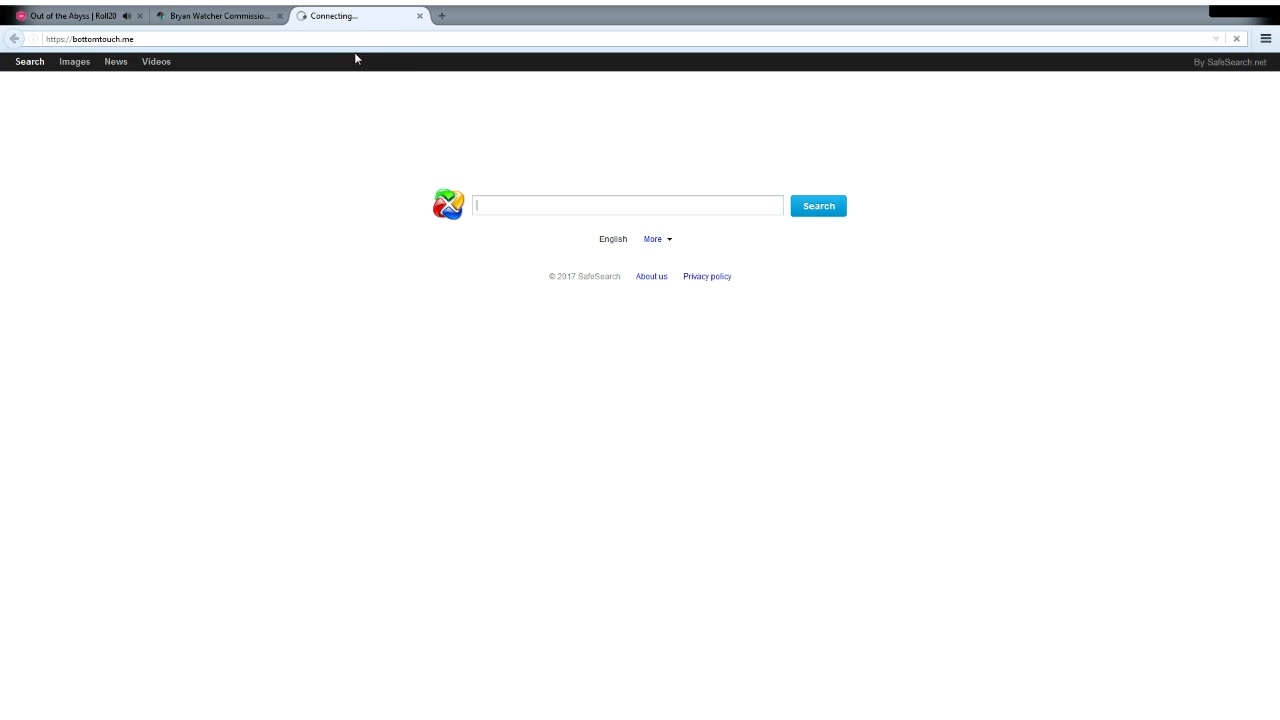 Out of the Abyss | Roll20
Bryan Watcher Commissio...
Connecting...
https://bottomtouch.me
Search Images News Videos
By SafeSearch.net
Search
English More
© 2017 SafeSearch About us Privacy policy